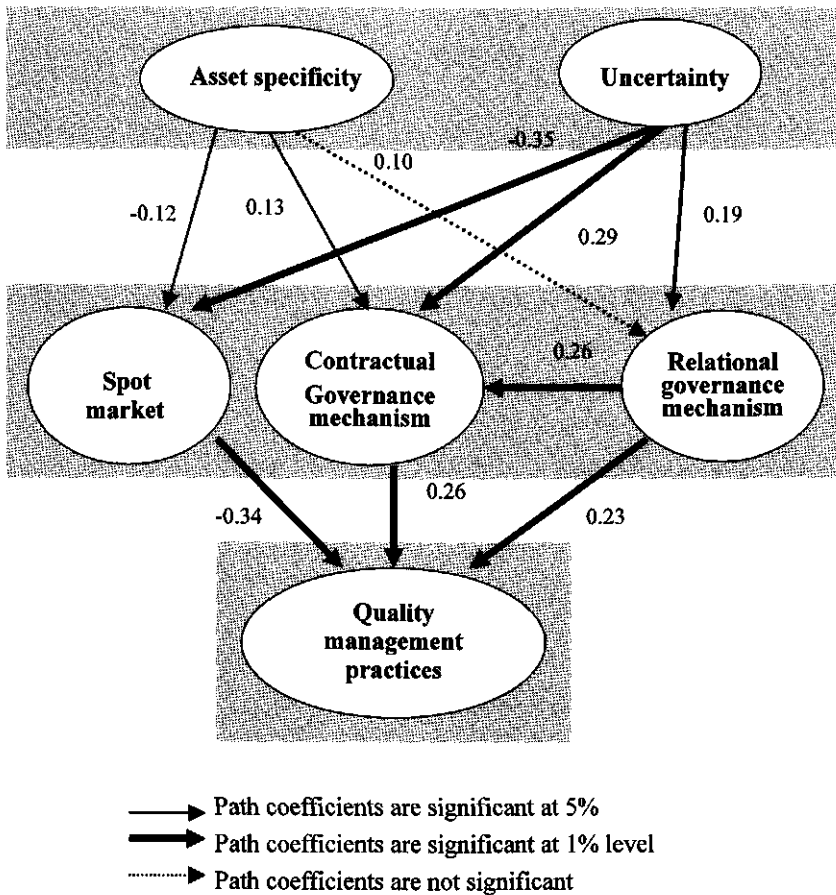 Asset specificity
Uncertainty
-0.35
0.10
-0.12
0.13
0.29
0.19
Spot
market
Contractual
Governance
mechanism
0.26
Relational
governance
mechanism
-0.34
0.26
0.23
Quality
management
practices
Path coefficients are significant at 5%
Path coefficients are significant at 1% level
Path coefficients are not significant